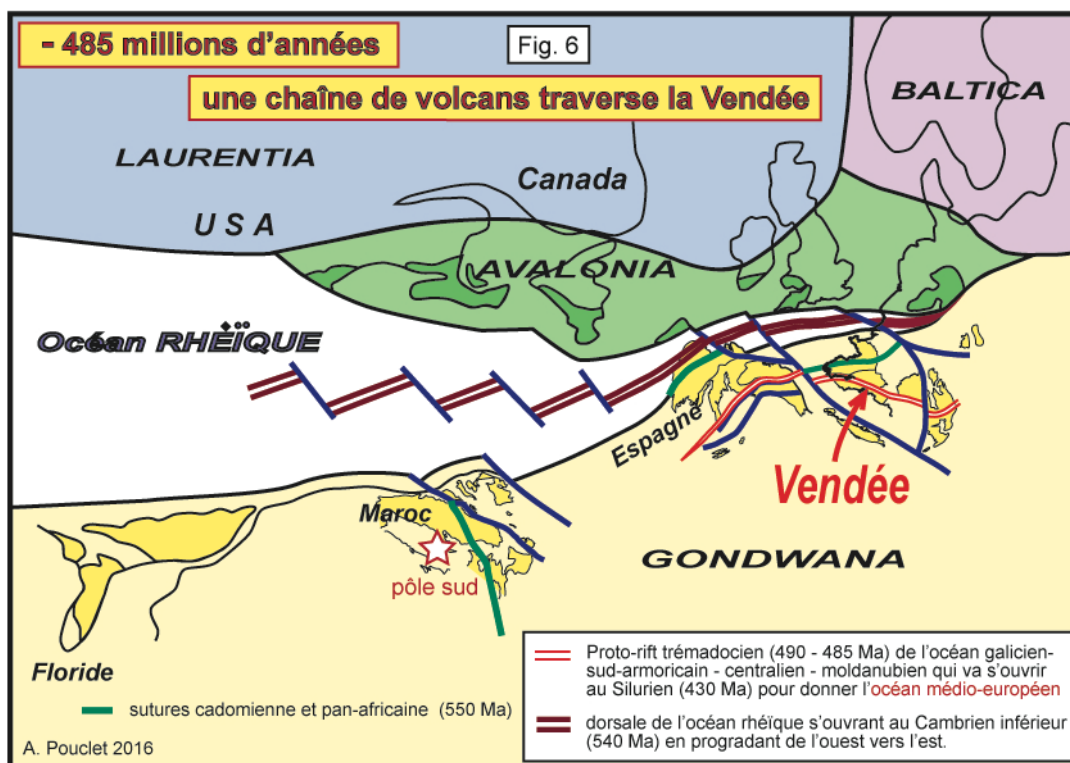 - 485 millions d'années
Fig. 6
une chaîne de volcans traverse la Vendée
BALTICA
LAURENTIA
Canada
U S A
AVALONIA
Océan RHÉÏQUE
Espagne
Vendée
Maroc
pôle sud
GONDWANA
Floride
sutures cadomienne et pan-africaine (550 Ma)
A. Pouclet 2016
Proto-rift trémadocien (490 - 485 Ma) de l'océan galicien-
sud-armoricain - centralien - moldanubien qui va s'ouvrir
au Silurien (430 Ma) pour donner l'océan médio-européen
dorsale de l'océan rhéïque s'ouvrant au Cambrien inférieur
(540 Ma) en progradant de l'ouest vers l'est.